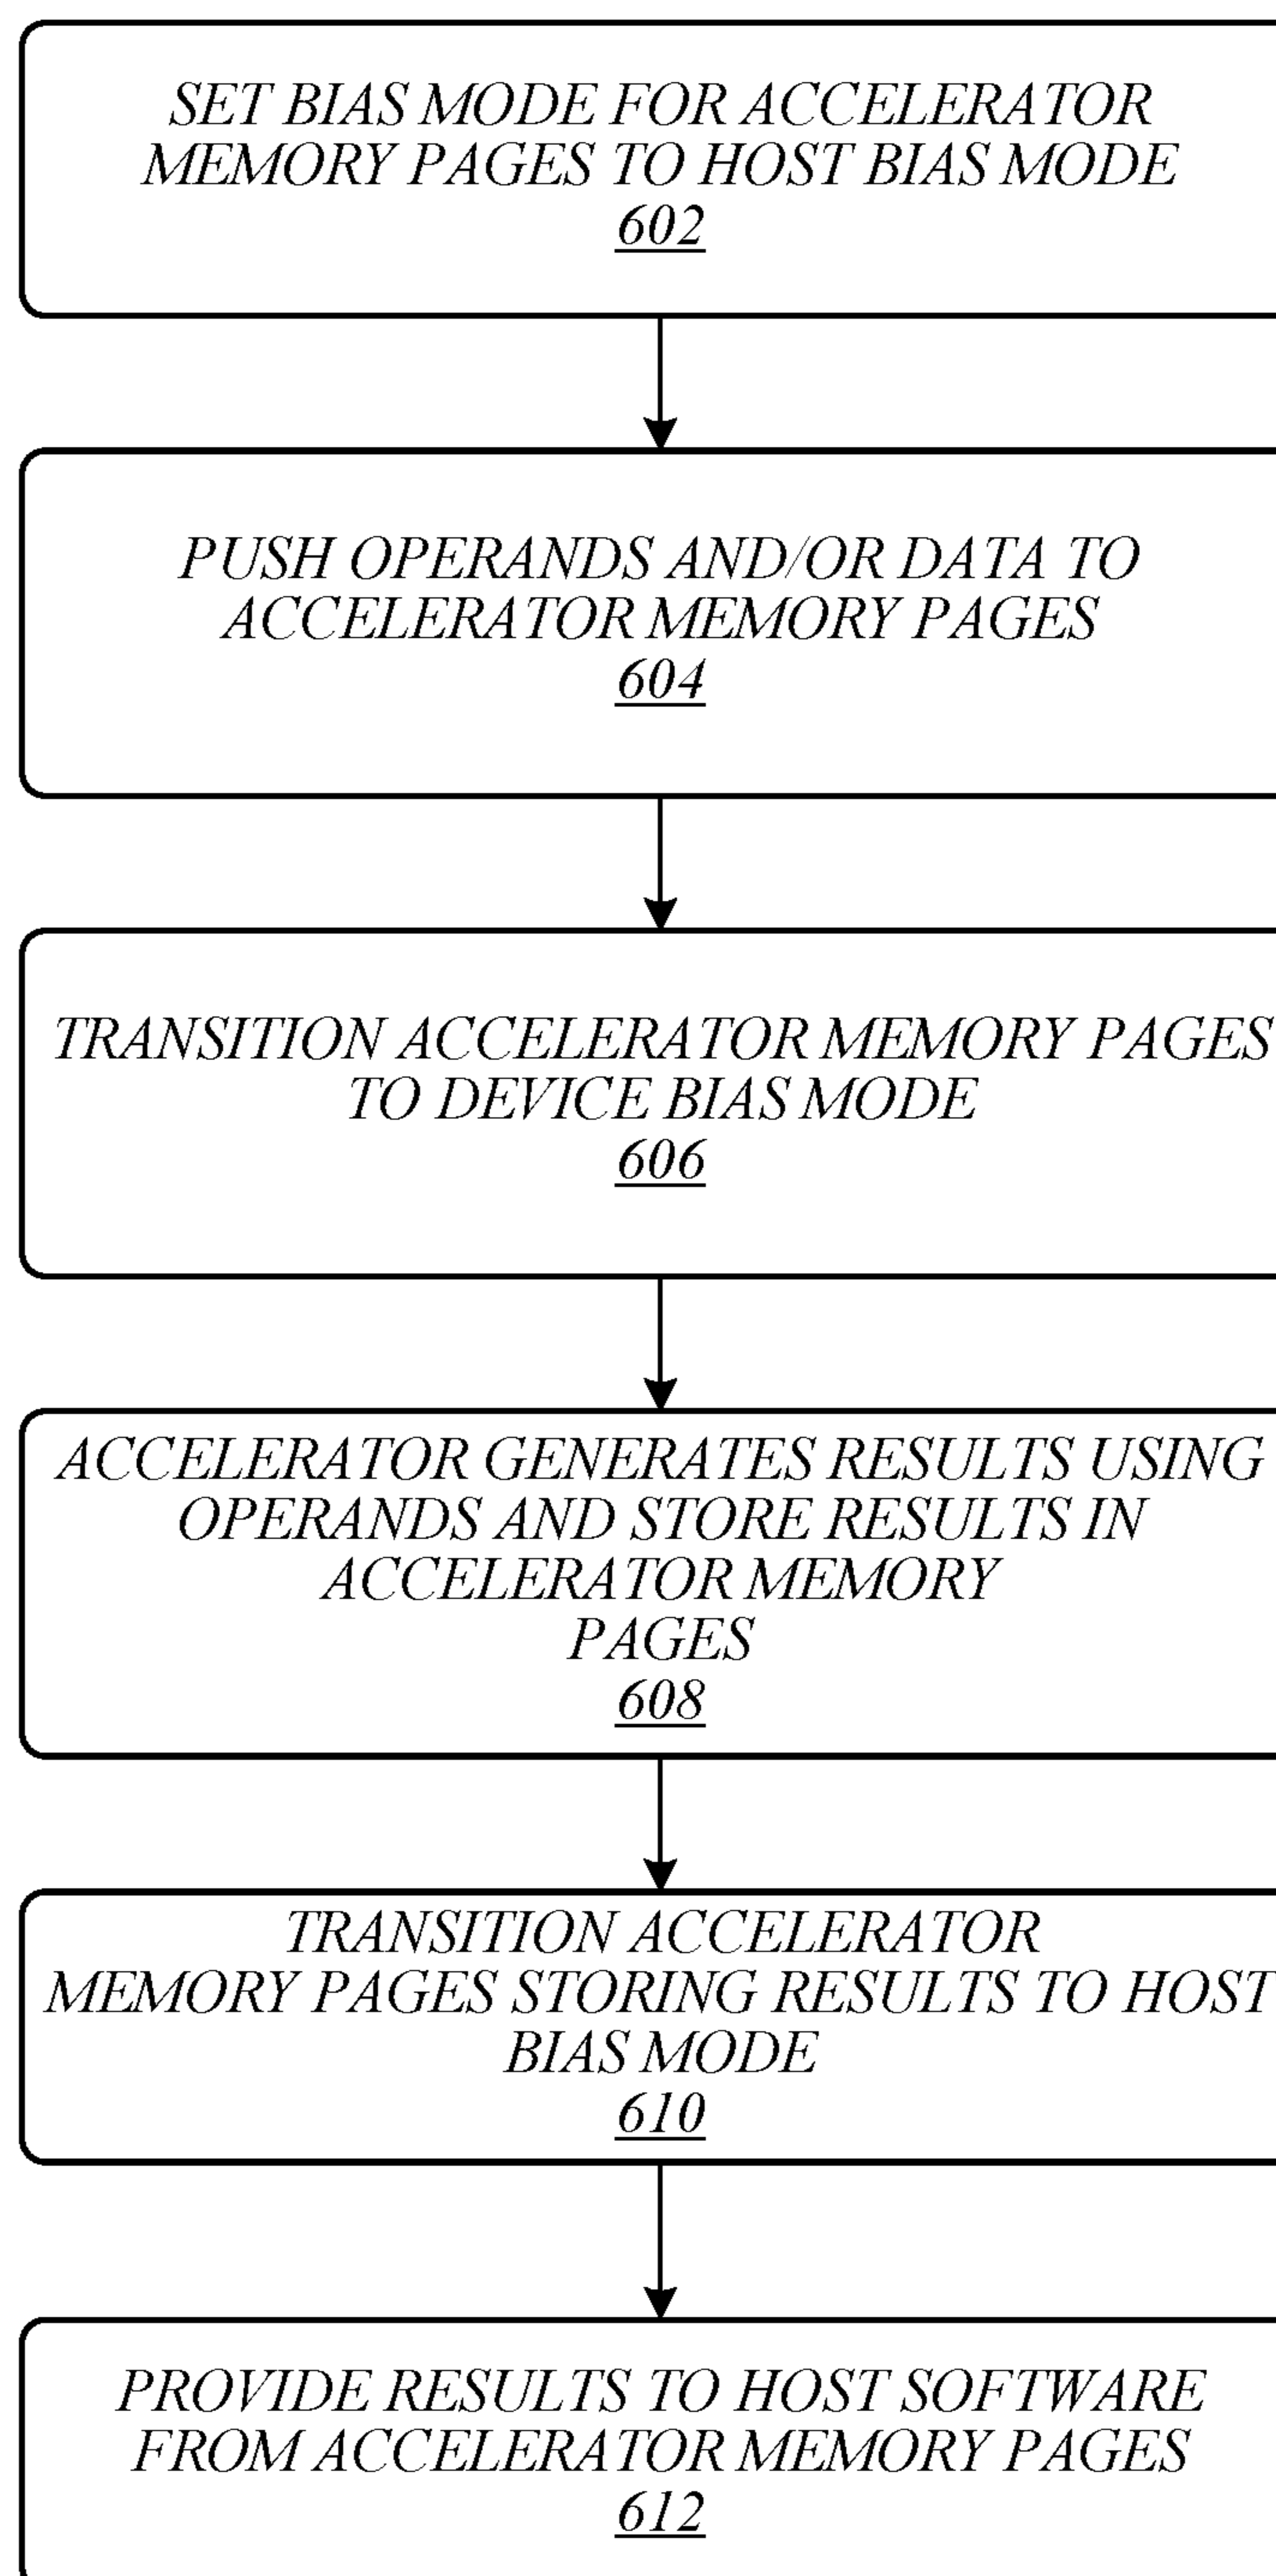 SET BIAS MODE FOR ACCELERATOR
MEMORY PAGES TO HOST BIAS MODE
602
PUSH OPERANDS AND/OR DATA TO
ACCELERATOR MEMORY PAGES
604
TRANSITION ACCELERATOR MEMORY PAGES
TO DEVICE BIAS MODE
606
ACCELERATOR GENERATES RESULTS USING
OPERANDS AND STORE RESULTS IN
ACCELERATOR MEMORY
PAGES
608
TRANSITION ACCELERATOR
MEMORY PAGES STORING RESULTS TO HOST
BIAS MODE
610
PROVIDE RESULTS TO HOST SOFTWARE
FROM ACCELERATOR MEMORY PAGES
612